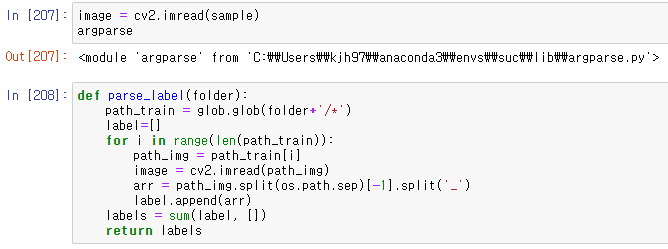 In [207]: image = cv2.imread(sample)
argparse
Out[207]: <module 'argparse' from 'C:₩₩Users₩₩kjh97₩₩anaconda3₩₩envs₩₩suc₩₩lib₩₩argparse.py'>
In [208]: def parse_label(folder):
    path_train = glob.glob(folder+'/*')
    label=[]
    for i in range(len(path_train)):
        path_img = path_train[i]
        image = cv2.imread(path_img)
        arr = path_img.split(os.path.sep)[-1].split('_')
        label.append(arr)
    labels = sum(label, [])
    return labels